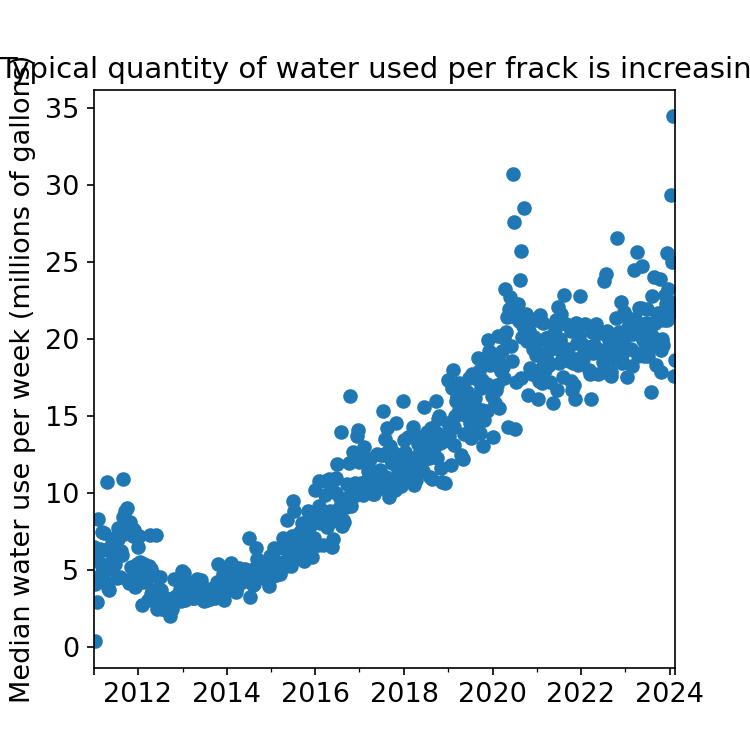 Typical quantity of water used per frack is increasin
Median water use per week (millions of gallons)
35
30
25
20
15
10
5
0
2012 2014 2016 2018 2020 2022 2024